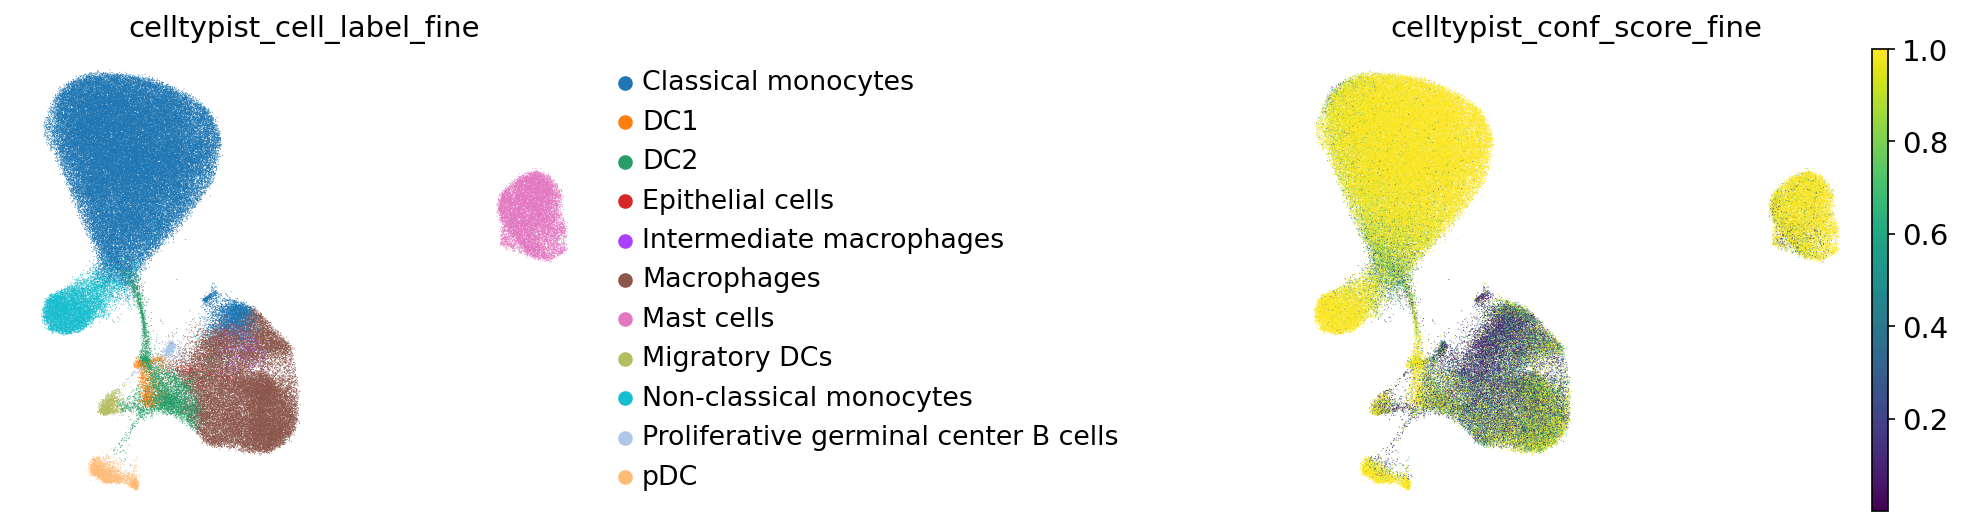 celltypist_cell_label_fine
Classical monocytes
DC1
DC2
Epithelial cells
Intermediate macrophages
Macrophages
Mast cells
Migratory DCs
Non-classical monocytes
Proliferative germinal center B cells
pDC
celltypist_conf_score_fine
1.0
0.8
0.6
0.4
0.2